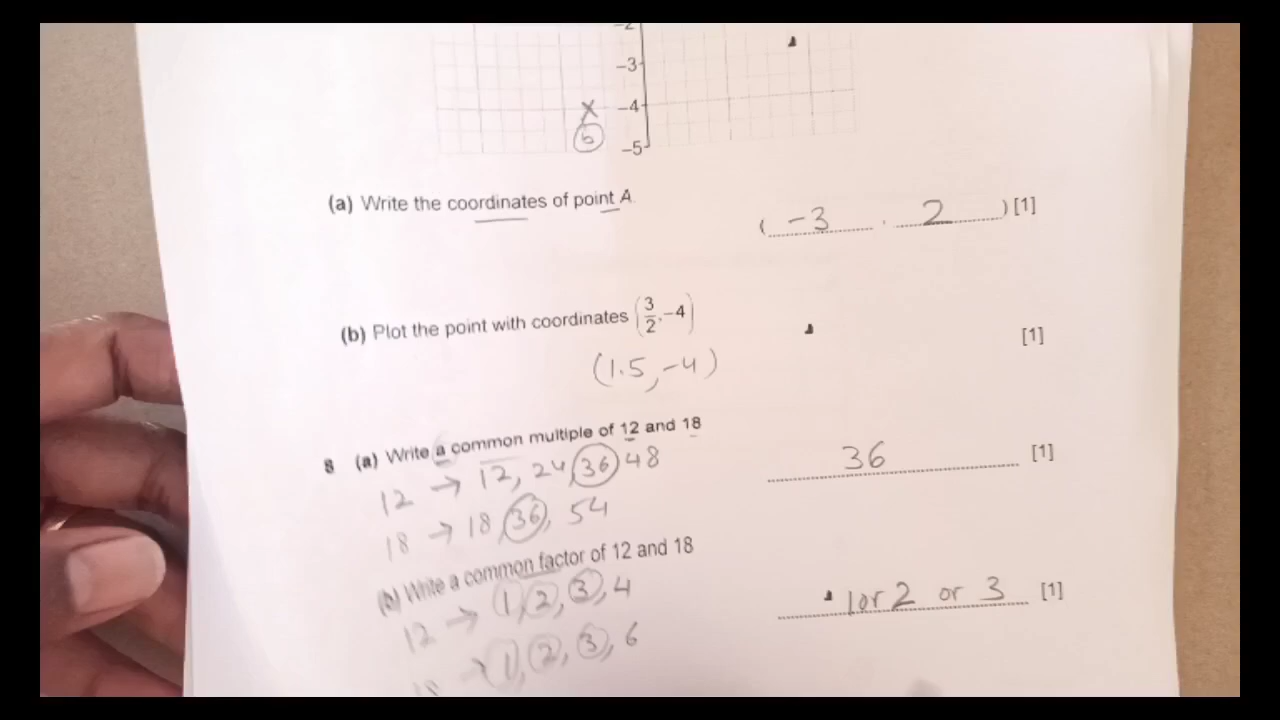 -2
-3
-4
x
b
-5
(a) Write the coordinates of point A.
(-3, 2) [1]
(b) Plot the point with coordinates (3/2, -4)
[1]
(1.5, -4)
8 (a) Write a common multiple of 12 and 18
12 → 12, 24, 36 48
36 [1]
18 → 18, 36, 54
(b) Write a common factor of 12 and 18
12 → 1, 2, 3, 4
1 or 2 or 3 [1]
18 → 1, 2, 3, 6